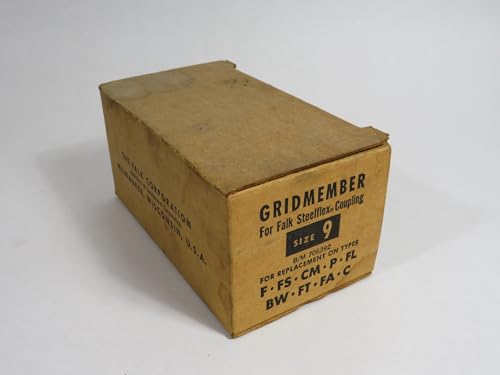 GRIDMEMBER
For Falk Steelflex® Coupling
SIZE 9
B/M 706392
FOR REPLACEMENT ON TYPES
F · FS · CM · P · FL
BW · FT · FA · C
THE FALK CORPORATION
MILWAUKEE, WISCONSIN, U.S.A.